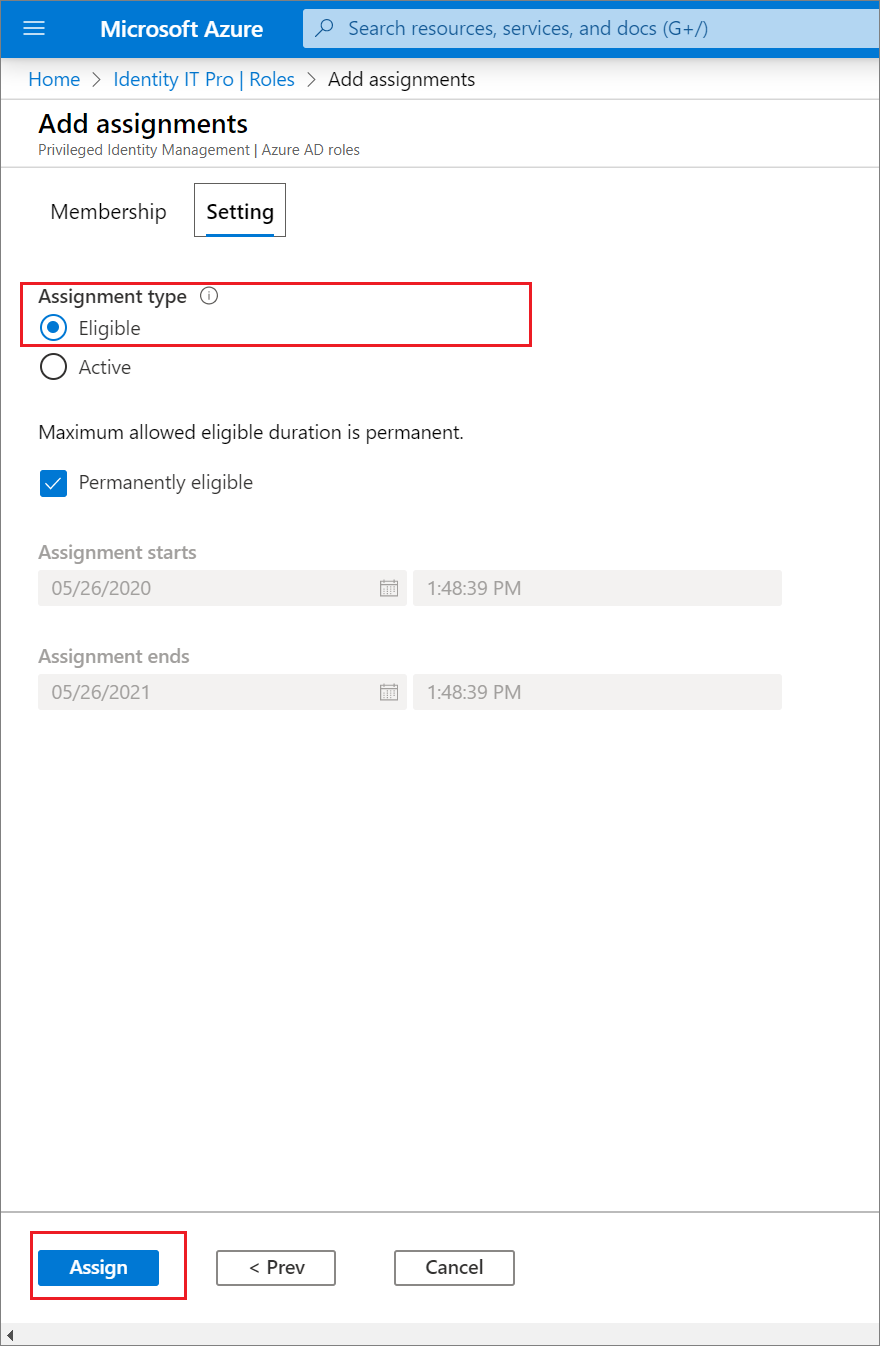 Microsoft Azure
Search resources, services, and docs (G+/)
Home > Identity IT Pro | Roles > Add assignments
Add assignments
Privileged Identity Management | Azure AD roles
Membership Setting
Assignment type
Eligible
Active
Maximum allowed eligible duration is permanent.
Permanently eligible
Assignment starts
05/26/2020 1:48:39 PM
Assignment ends
05/26/2021 1:48:39 PM
Assign < Prev Cancel